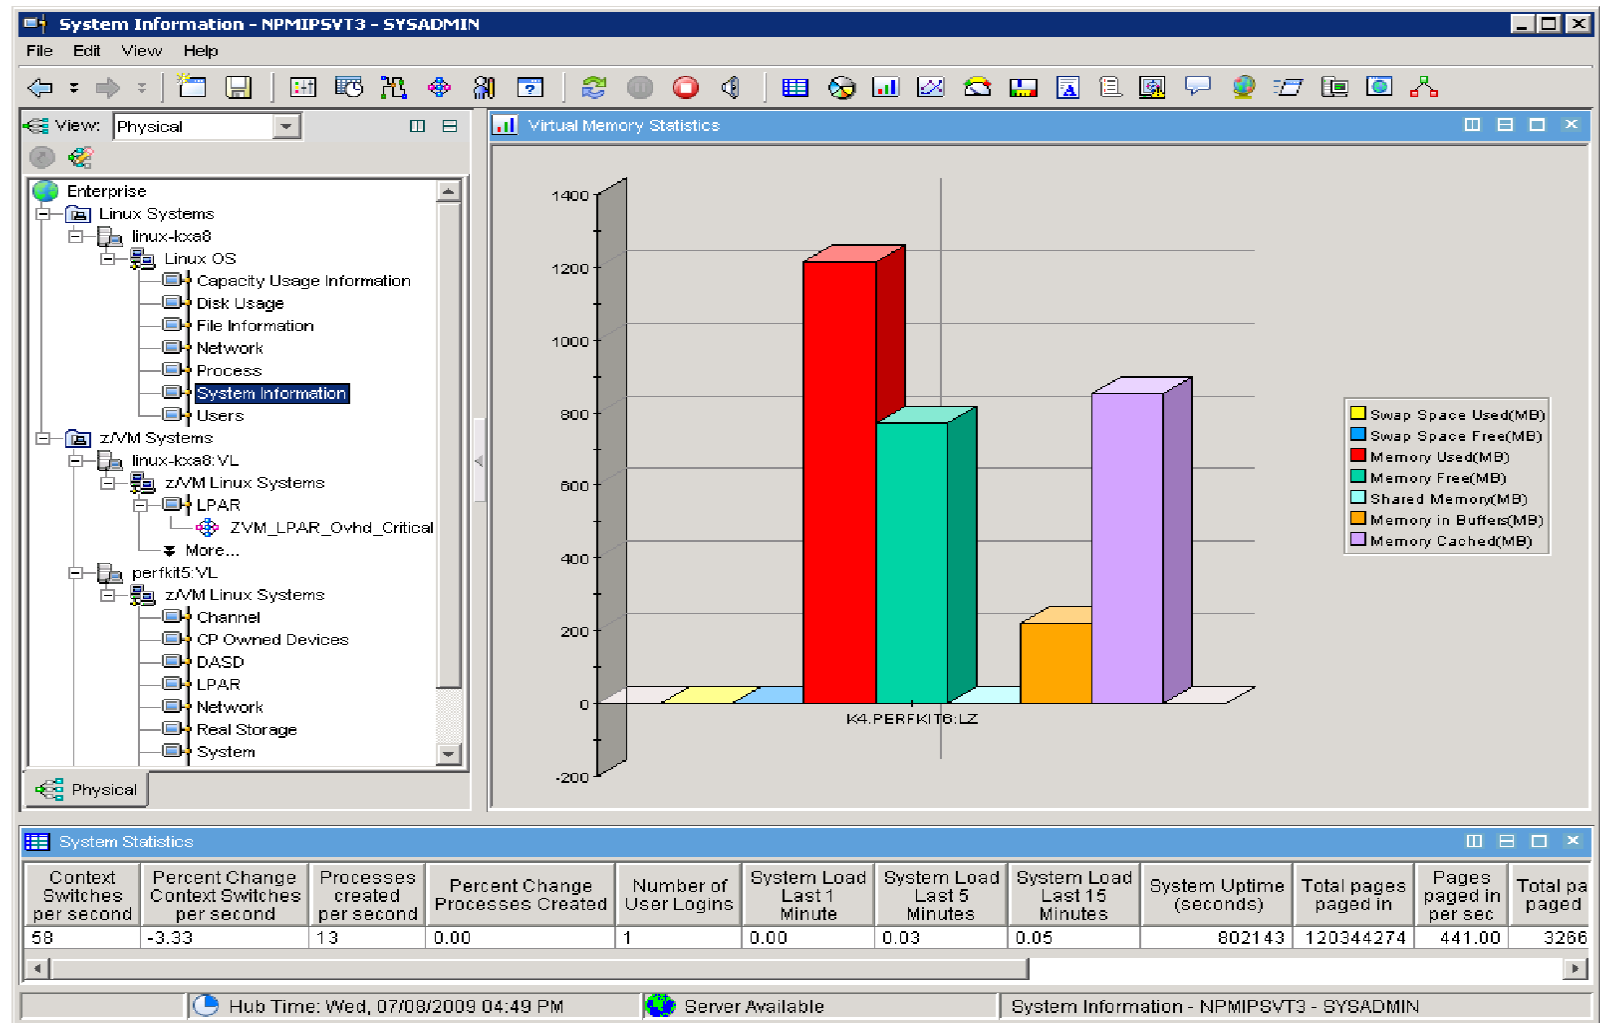 System Information - NPMIPSVT3 - SYSADMIN
File Edit View Help
View: Physical
Enterprise
Linux Systems
linux-kxa8
Linux OS
Capacity Usage Information
Disk Usage
File Information
Network
Process
System Information
Users
z/VM Systems
linux-kxa8:VL
z/VM Linux Systems
LPAR
ZVM_LPAR_Ovhd_Critical
More...
perfkit5:VL
z/VM Linux Systems
Channel
CP Owned Devices
DASD
LPAR
Network
Real Storage
System
Physical
Virtual Memory Statistics
1400
1200
1000
800
600
400
200
0
-200
K4.PERFKIT6:LZ
Swap Space Used(MB)
Swap Space Free(MB)
Memory Used(MB)
Memory Free(MB)
Shared Memory(MB)
Memory in Buffers(MB)
Memory Cached(MB)
System Statistics
Context Switches per second
Percent Change Context Switches per second
Processes created per second
Percent Change Processes Created
Number of User Logins
System Load Last 1 Minute
System Load Last 5 Minutes
System Load Last 15 Minutes
System Uptime (seconds)
Total pages paged in
Pages paged in per sec
Total pa paged
58 -3.33 13 0.00 1 0.00 0.03 0.05 802143 120344274 441.00 3266
Hub Time: Wed, 07/08/2009 04:49 PM
Server Available
System Information - NPMIPSVT3 - SYSADMIN